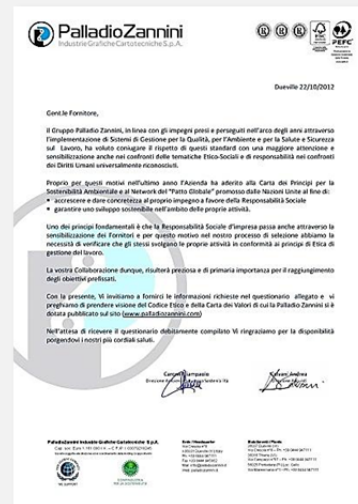 PalladioZannini
Industrie Grafiche Cartotecniche S.p.A.
FSC
PEFC
Dueville 22/10/2012
Gent.le Fornitore,
il Gruppo Palladio Zannini, in linea con gli impegni presi e perseguiti nell'arco degli anni attraverso
l'implementazione di Sistemi di Gestione per la Qualità, per l'Ambiente e per la Salute e Sicurezza
sul Lavoro, ha voluto coniugare il rispetto di questi standard con una maggiore attenzione e
sensibilizzazione anche nei confronti delle tematiche Etico-Sociali e di responsabilità nei confronti
dei Diritti Umani universalmente riconosciuti.
Proprio per questi motivi nell'ultimo anno l'Azienda ha aderito alla Carta dei Principi per la
Sostenibilità Ambientale e al Network del "Patto Globale" promosso dalle Nazioni Unite al fine di:
• accrescere e dare concretezza al proprio impegno a favore della Responsabilità Sociale
• garantire uno sviluppo sostenibile nell'ambito delle proprie attività.
Uno dei principi fondamentali è che la Responsabilità Sociale d'impresa passa anche attraverso la
sensibilizzazione dei Fornitori e per questo motivo nel nostro processo di selezione abbiamo la
necessità di verificare che gli stessi svolgano le proprie attività in conformità ai principi di Etica di
gestione del lavoro.
La vostra Collaborazione dunque, risulterà preziosa e di primaria importanza per il raggiungimento
degli obiettivi prefissati.
Con la presente, Vi invitiamo a fornirci le informazioni richieste nel questionario allegato e vi
preghiamo di prendere visione del Codice Etico e della Carta dei Valori di cui la Palladio Zannini si è
dotata pubblicato sul sito (www.palladiozannini.com)
Nell'attesa di ricevere il questionario debitamente compilato Vi ringraziamo per la disponibilità
porgendovi i nostri più cordiali saluti.
PalladioZannini Industrie Grafiche Cartotecniche S.p.A.
WE SUPPORT